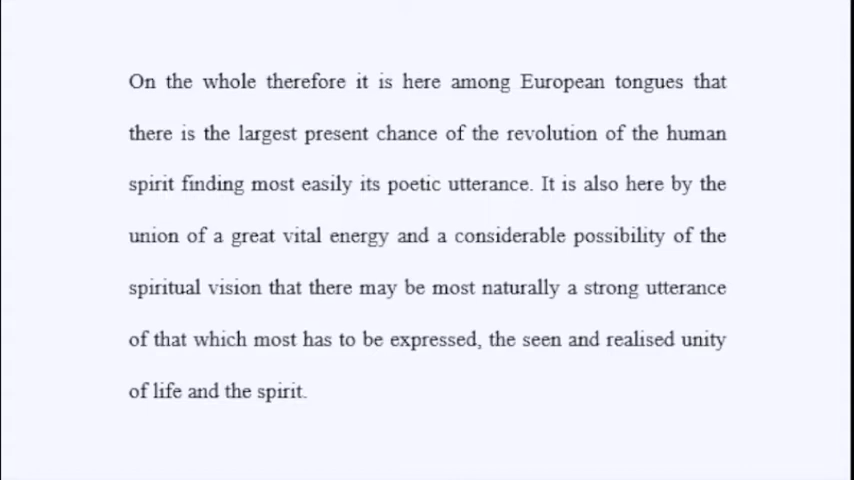 On the whole therefore it is here among European tongues that
there is the largest present chance of the revolution of the human
spirit finding most easily its poetic utterance. It is also here by the
union of a great vital energy and a considerable possibility of the
spiritual vision that there may be most naturally a strong utterance
of that which most has to be expressed, the seen and realised unity
of life and the spirit.